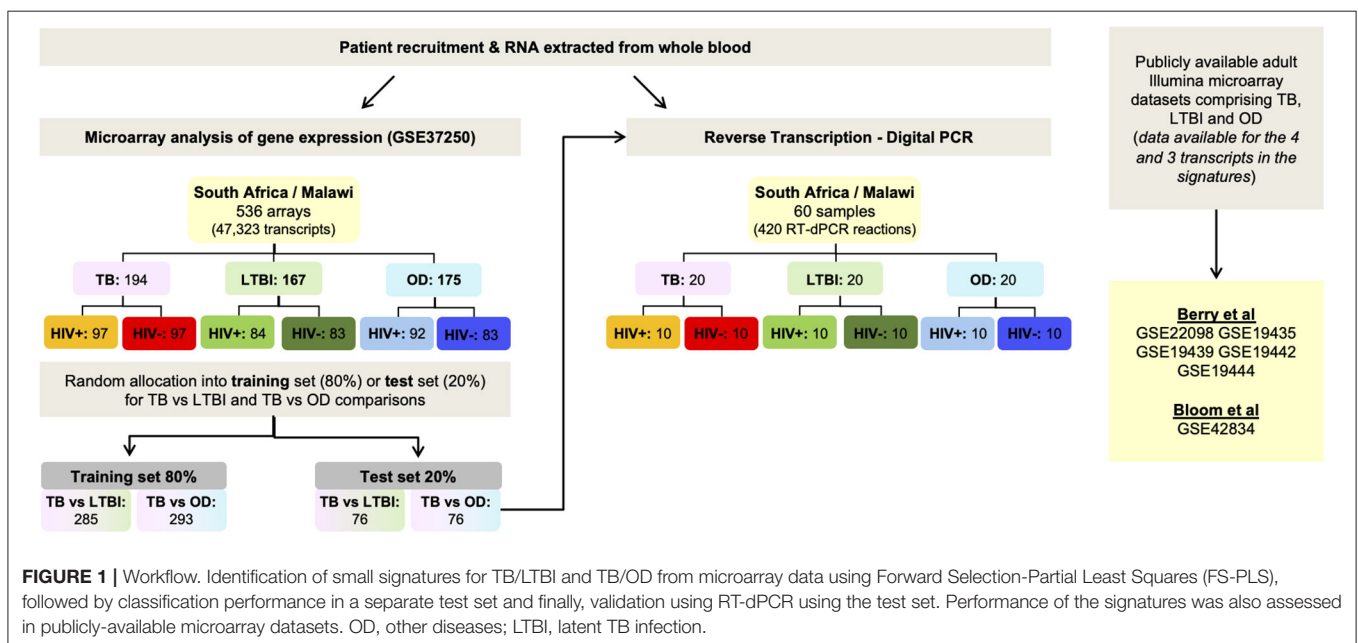 Patient recruitment & RNA extracted from whole blood
Microarray analysis of gene expression (GSE37250)
South Africa / Malawi
536 arrays
(47,323 transcripts)
TB: 194
LTBI: 167
OD: 175
HIV+: 97
HIV-: 97
HIV+: 84
HIV-: 83
HIV+: 92
HIV-: 83
Random allocation into training set (80%) or test set (20%)
for TB vs LTBI and TB vs OD comparisons
Training set 80%
TB vs LTBI:
285
TB vs OD:
293
Test set 20%
TB vs LTBI:
76
TB vs OD:
76
Reverse Transcription - Digital PCR
South Africa / Malawi
60 samples
(420 RT-dPCR reactions)
TB: 20
LTBI: 20
OD: 20
HIV+: 10
HIV-: 10
HIV+: 10
HIV-: 10
HIV+: 10
HIV-: 10
Publicly available adult
Illumina microarray
datasets comprising TB,
LTBI and OD
(data available for the 4
and 3 transcripts in the
signatures)
Berry et al
GSE22098 GSE19435
GSE19439 GSE19442
GSE19444
Bloom et al
GSE42834
FIGURE 1 | Workflow. Identification of small signatures for TB/LTBI and TB/OD from microarray data using Forward Selection-Partial Least Squares (FS-PLS),
followed by classification performance in a separate test set and finally, validation using RT-dPCR using the test set. Performance of the signatures was also assessed
in publicly-available microarray datasets. OD, other diseases; LTBI, latent TB infection.